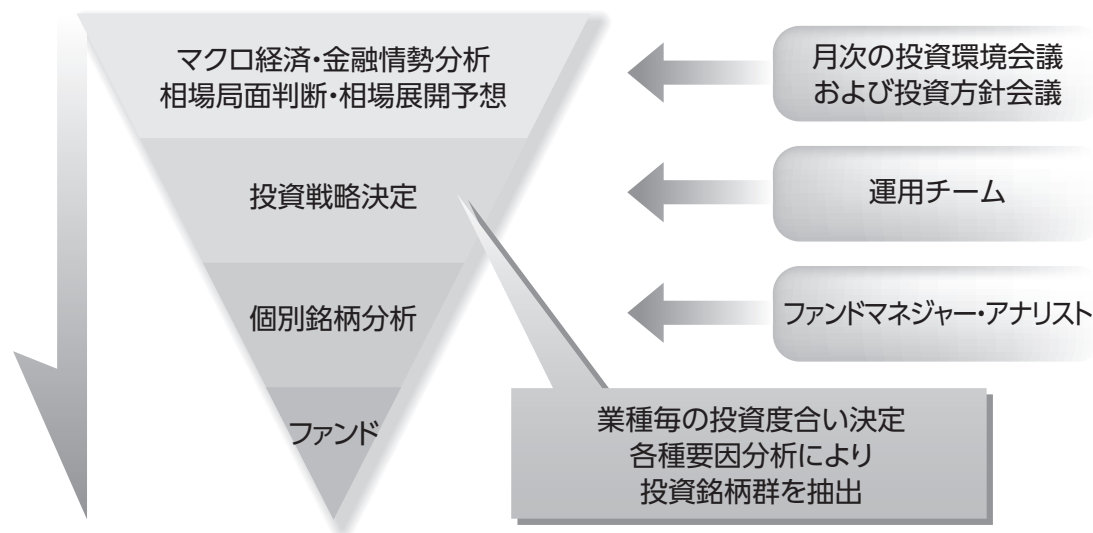 マクロ経済・金融情勢分析
相場局面判断・相場展開予想
月次の投資環境会議
および投資方針会議
投資戦略決定
運用チーム
個別銘柄分析
ファンドマネジャー・アナリスト
ファンド
業種毎の投資度合い決定
各種要因分析により
投資銘柄群を抽出